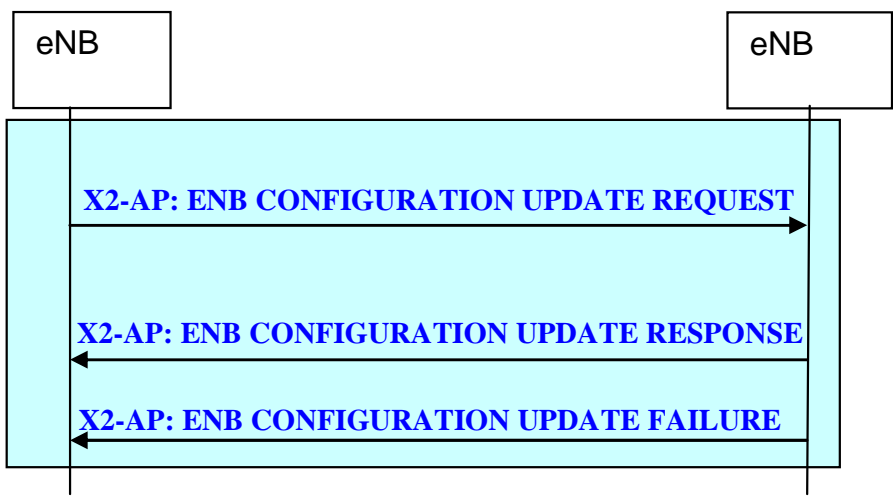 eNB
eNB
X2-AP: ENB CONFIGURATION UPDATE REQUEST
X2-AP: ENB CONFIGURATION UPDATE RESPONSE
X2-AP: ENB CONFIGURATION UPDATE FAILURE